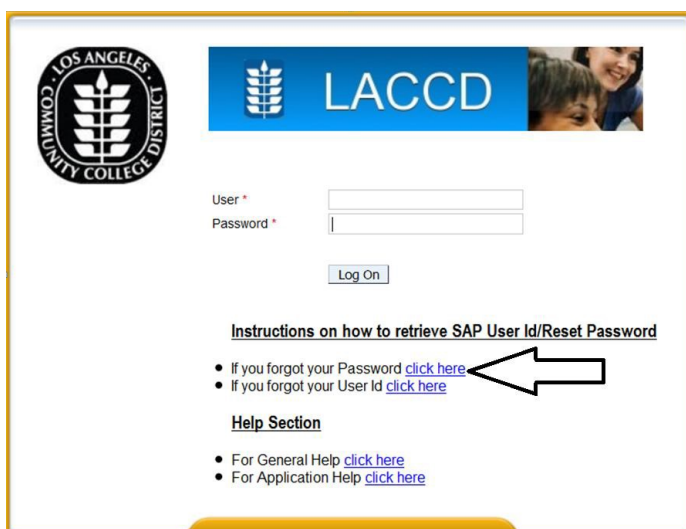 LOS ANGELES
COMMUNITY COLLEGE DISTRICT
LACCD
User *
Password *
Log On
Instructions on how to retrieve SAP User Id/Reset Password
If you forgot your Password click here
If you forgot your User Id click here
Help Section
For General Help click here
For Application Help click here